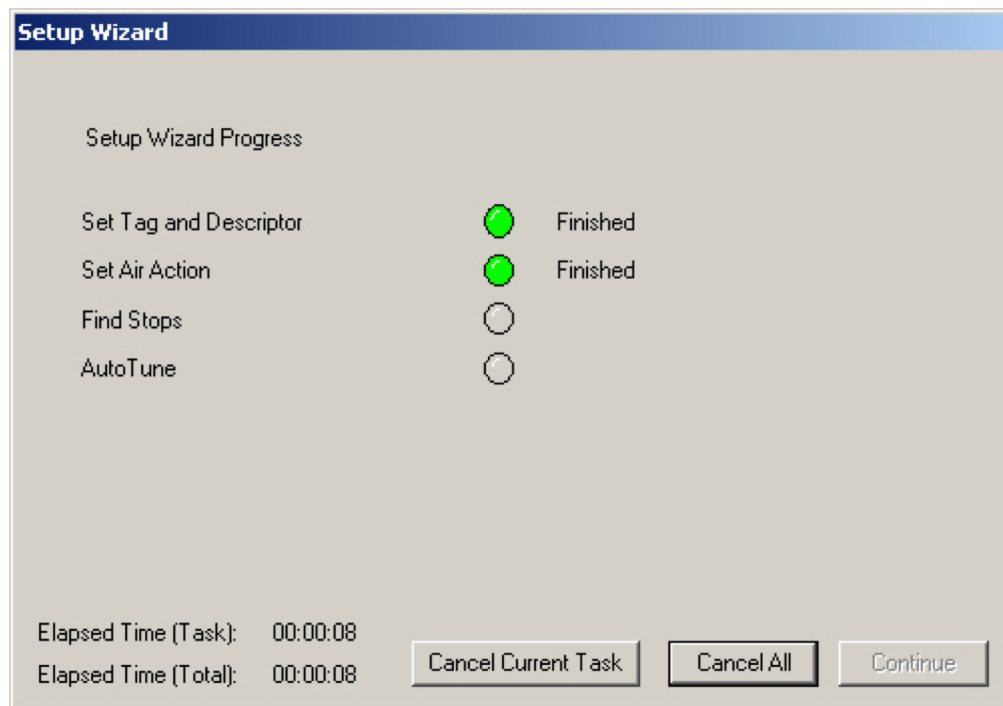 Setup Wizard
Setup Wizard Progress
Set Tag and Descriptor Finished
Set Air Action Finished
Find Stops
AutoTune
Elapsed Time (Task): 00:00:08
Elapsed Time (Total): 00:00:08
Cancel Current Task Cancel All Continue